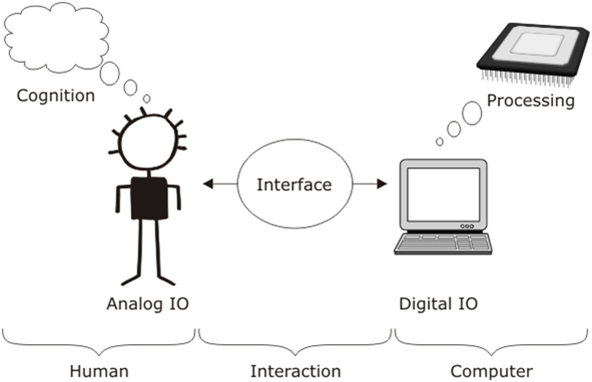 Cognition
Processing
Interface
Analog IO
Digital IO
Human
Interaction
Computer